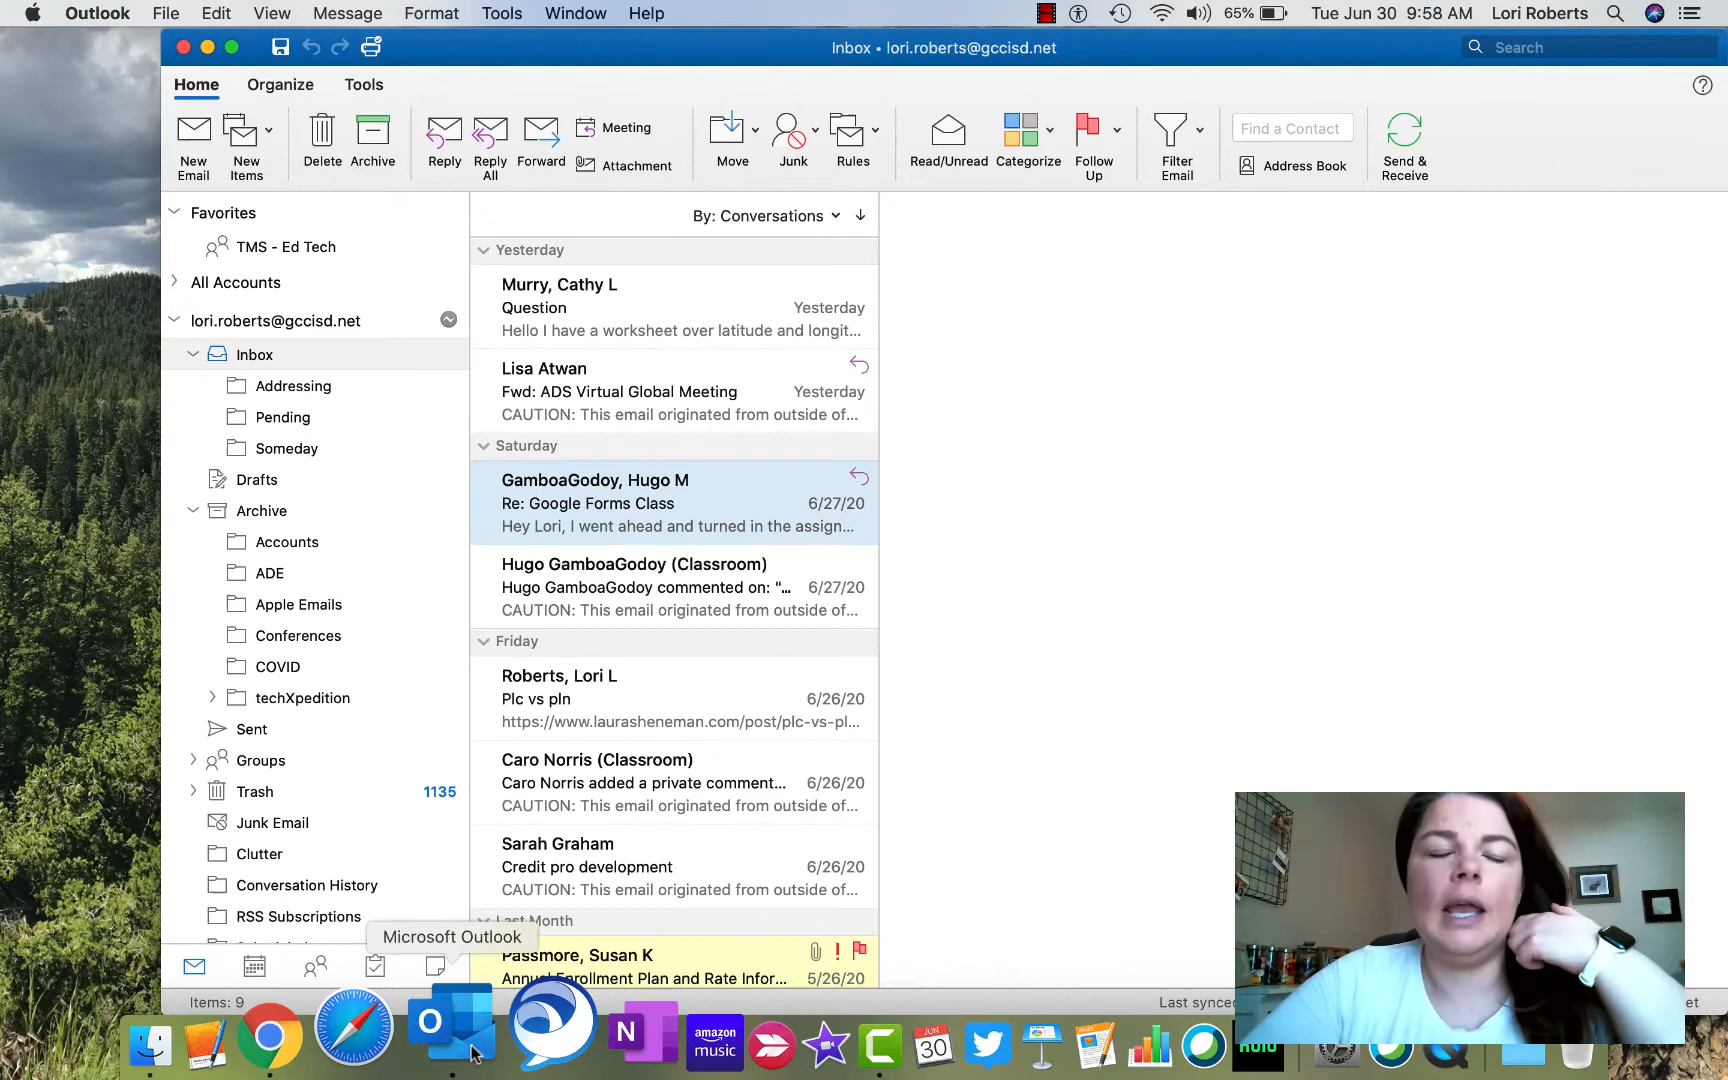 Outlook File Edit View Message Format Tools Window Help 65% Tue Jun 30 9:58 AM Lori Roberts
Inbox • lori.roberts@gccisd.net
Search
Home Organize Tools
New Email
New Items
Delete
Archive
Reply
Reply All
Forward
Meeting
Attachment
Move
Junk
Rules
Read/Unread
Categorize
Follow Up
Filter Email
Find a Contact
Address Book
Send & Receive
Favorites
TMS - Ed Tech
All Accounts
lori.roberts@gccisd.net
Inbox
Addressing
Pending
Someday
Drafts
Archive
Accounts
ADE
Apple Emails
Conferences
COVID
techXpedition
Sent
Groups
Trash 1135
Junk Email
Clutter
Conversation History
RSS Subscriptions
By: Conversations
Yesterday
Murry, Cathy L
Question Yesterday
Hello I have a worksheet over latitude and longit...
Lisa Atwan
Fwd: ADS Virtual Global Meeting Yesterday
CAUTION: This email originated from outside of...
Saturday
GamboaGodoy, Hugo M
Re: Google Forms Class 6/27/20
Hey Lori, I went ahead and turned in the assign...
Hugo GamboaGodoy (Classroom)
Hugo GamboaGodoy commented on: "... 6/27/20
CAUTION: This email originated from outside of...
Friday
Roberts, Lori L
Plc vs pln 6/26/20
https://www.laurasheneman.com/post/plc-vs-pl...
Caro Norris (Classroom)
Caro Norris added a private comment... 6/26/20
CAUTION: This email originated from outside of...
Sarah Graham
Credit pro development 6/26/20
CAUTION: This email originated from outside of...
Last Month
Passmore, Susan K
Annual Enrollment Plan and Rate Infor... 5/26/20
Microsoft Outlook
Items: 9
Last synced
O
N
amazon music
JUN 30
hulu